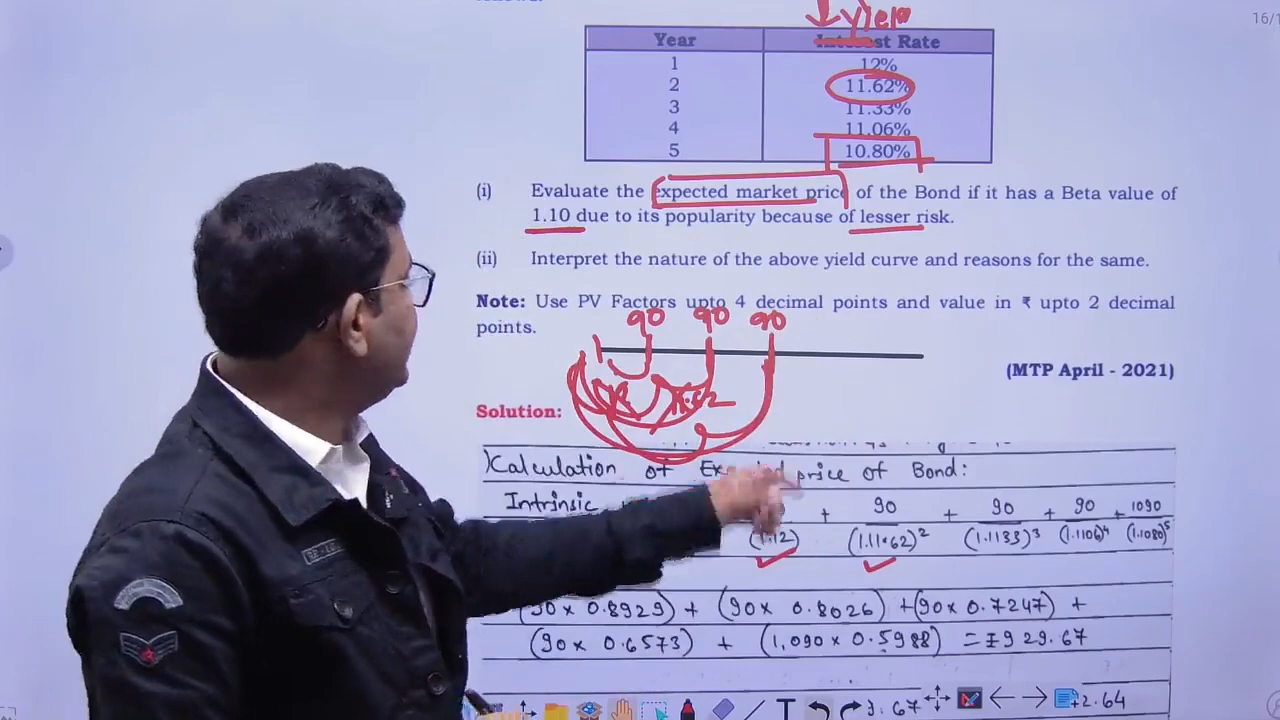 16/1
↓ Yield
Year Interest Rate
1 12%
2 11.62%
3 11.33%
4 11.06%
5 10.80%
(i) Evaluate the expected market price of the Bond if it has a Beta value of
1.10 due to its popularity because of lesser risk.
(ii) Interpret the nature of the above yield curve and reasons for the same.
Note: Use PV Factors upto 4 decimal points and value in ₹ upto 2 decimal
points.
90 90 90
(MTP April - 2021)
Solution:
)Calculation of price of Bond:
Intrinsic + 90 + 90 + 90 + 1090
(1.12) (1.1162)² (1.1133)³ (1.1106)⁴ (1.1080)⁵
(90 x 0.8929) + (90 x 0.8026) + (90 x 0.7247) +
(90 x 0.6573) + (1,090 x 0.5988) = ₹929.67